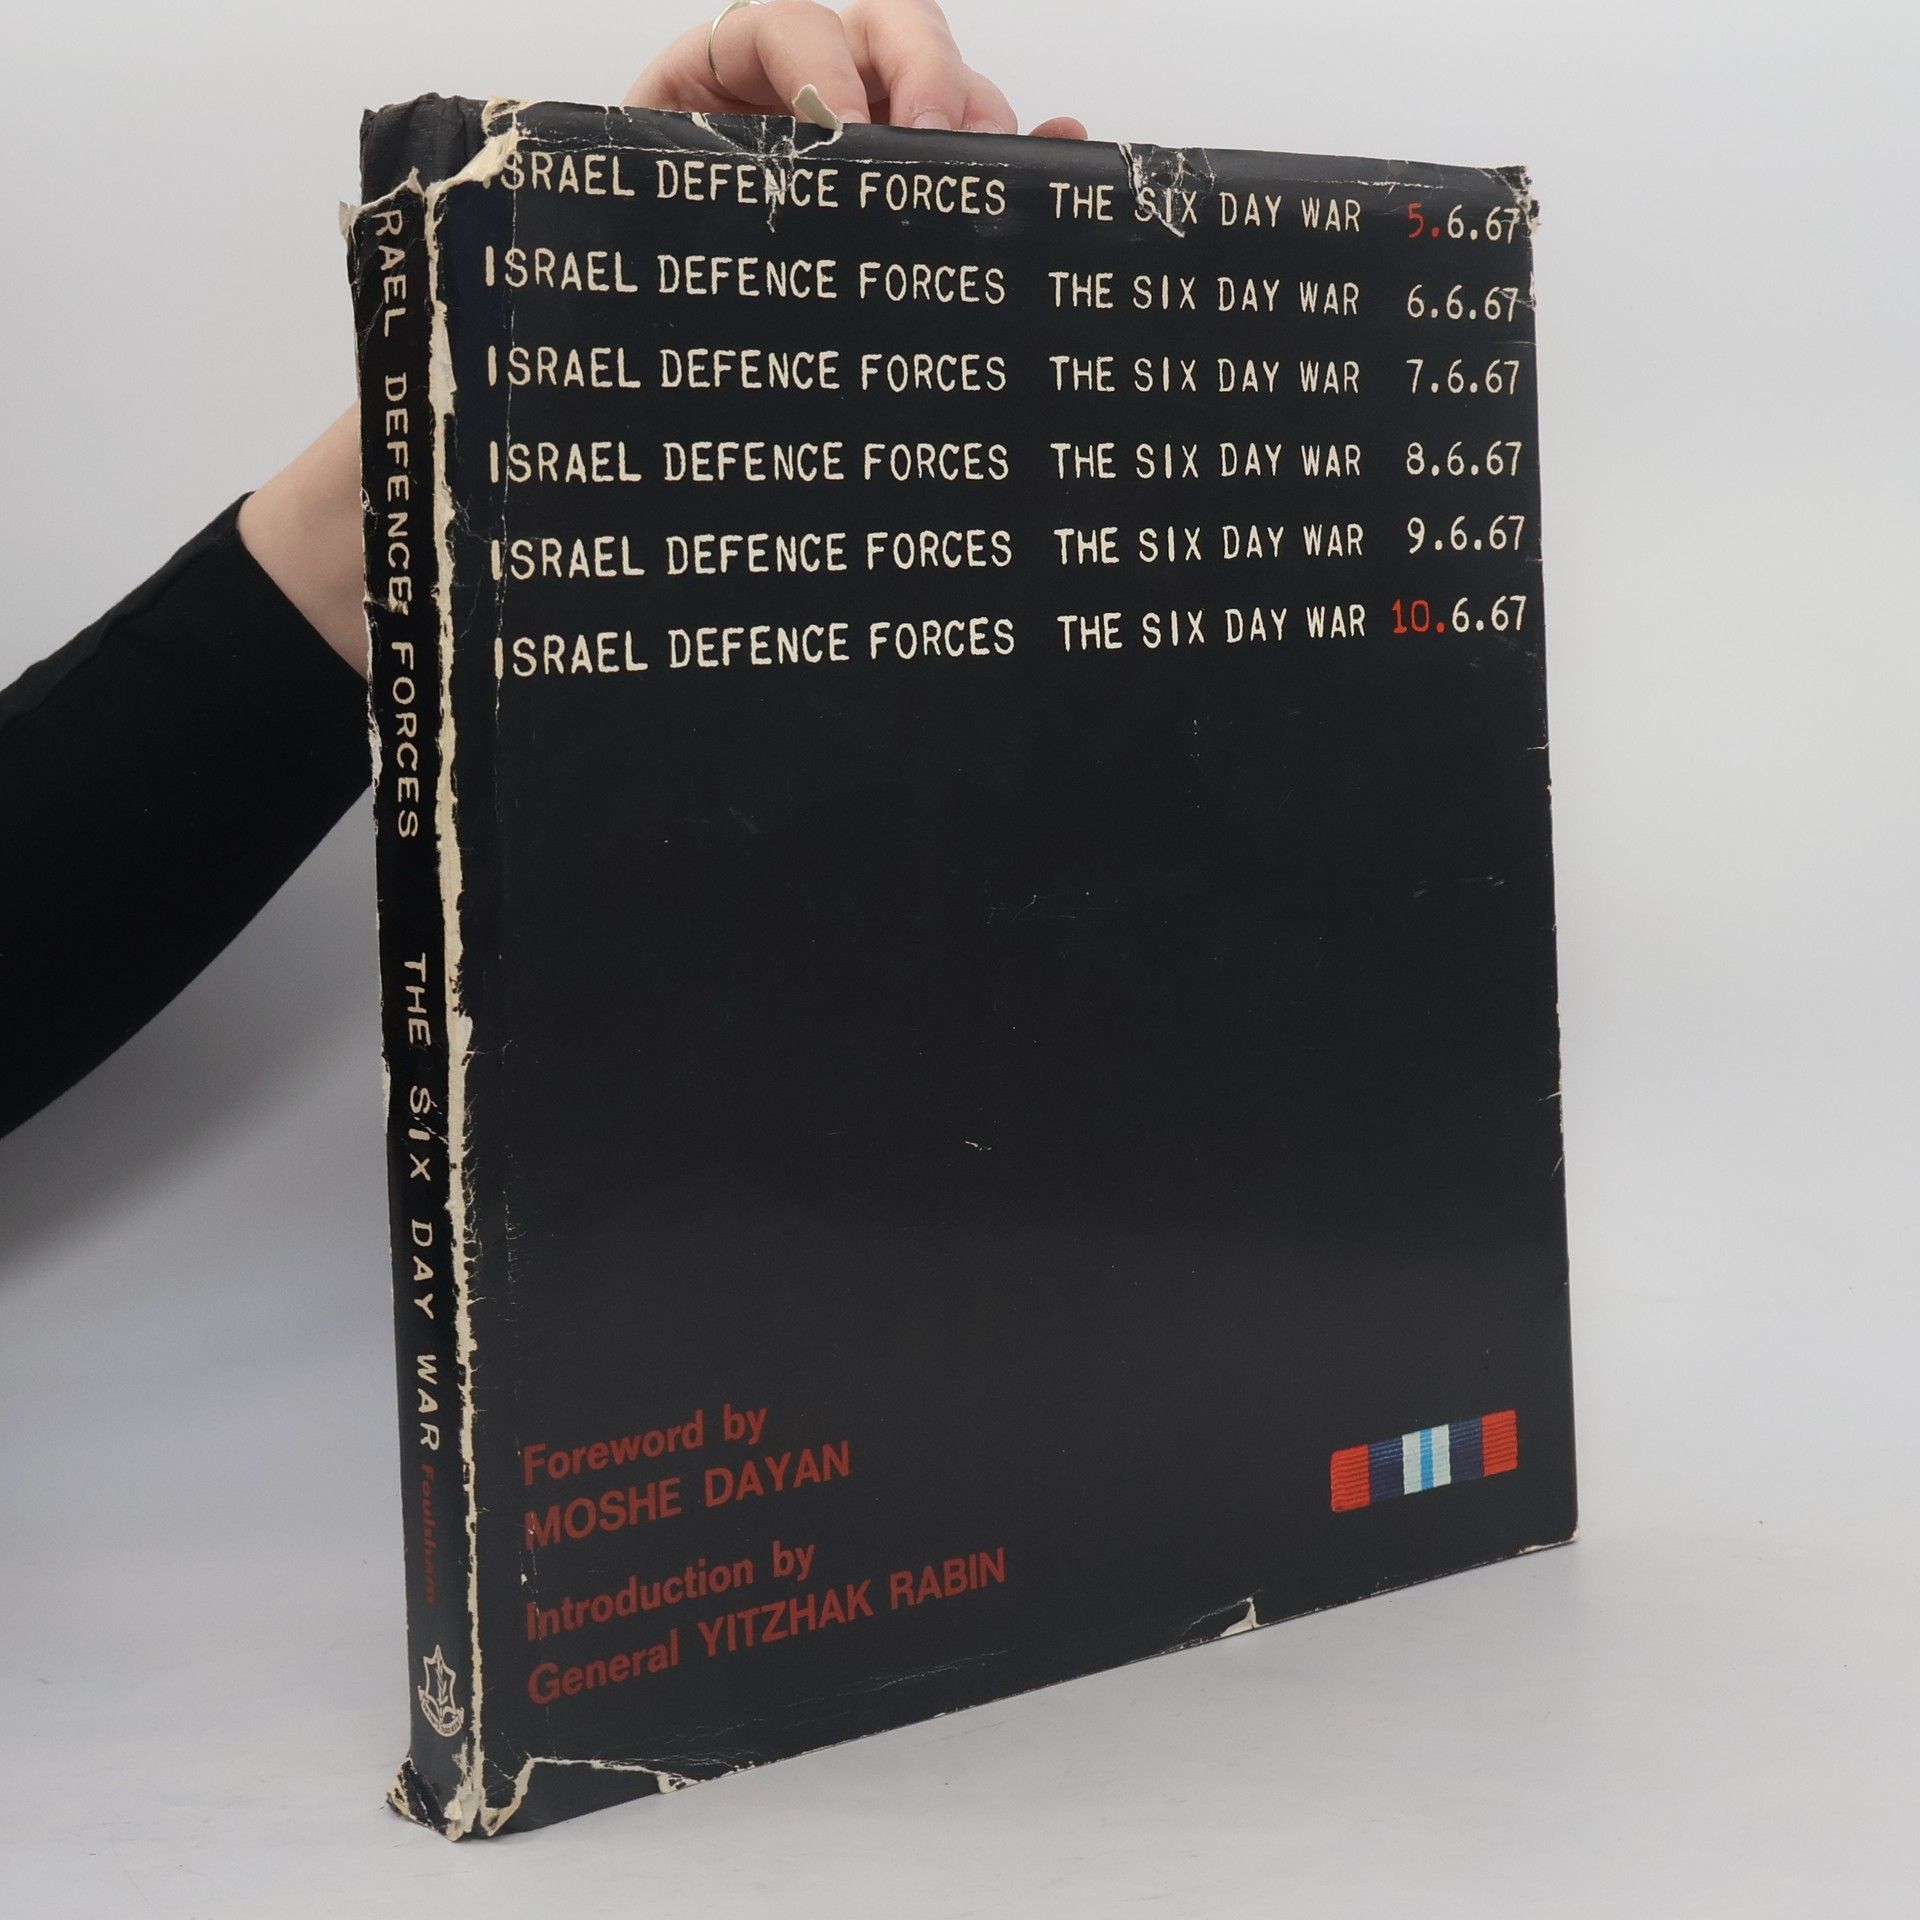 ISRAEL DEFENCE FORCES THE SIX DAY WAR 5.6.67
ISRAEL DEFENCE FORCES THE SIX DAY WAR 6.6.67
ISRAEL DEFENCE FORCES THE SIX DAY WAR 7.6.67
ISRAEL DEFENCE FORCES THE SIX DAY WAR 8.6.67
ISRAEL DEFENCE FORCES THE SIX DAY WAR 9.6.67
ISRAEL DEFENCE FORCES THE SIX DAY WAR 10.6.67
Foreword by
MOSHE DAYAN
Introduction by
General YITZHAK RABIN
RAEL DEFENCE FORCES THE SIX DAY WAR Foulsham